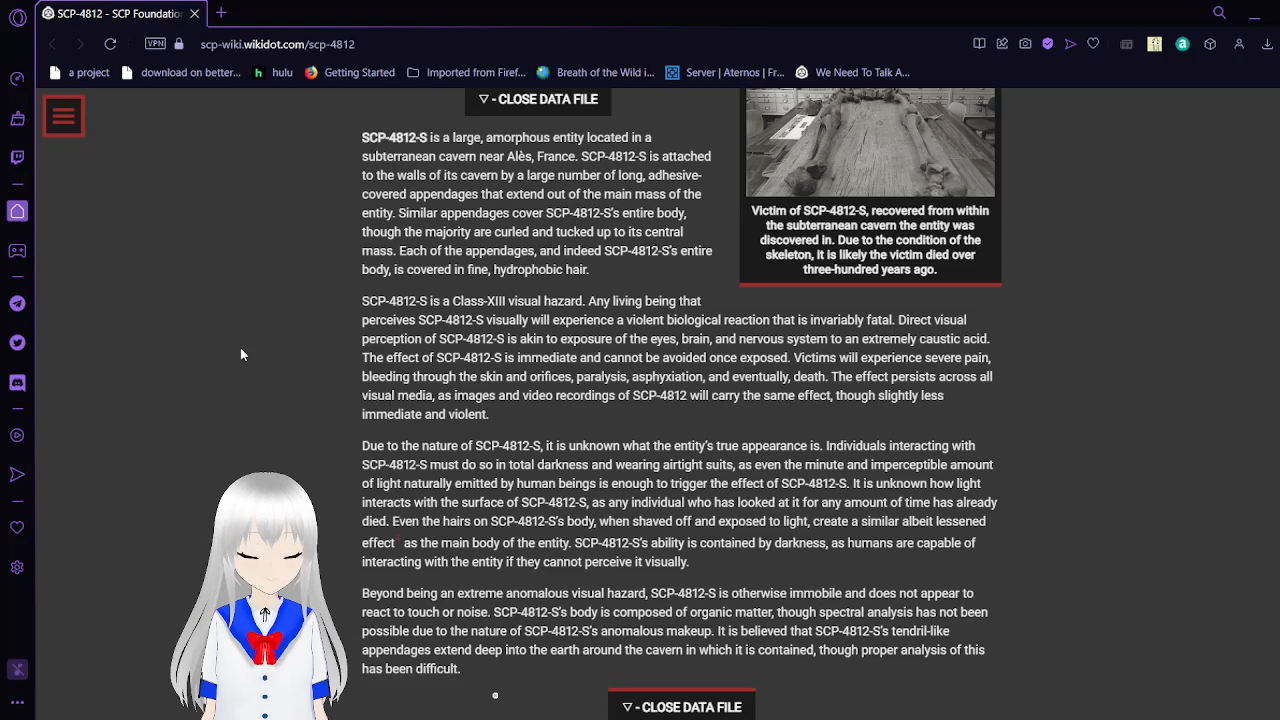 SCP-4812 - SCP Foundation
scp-wiki.wikidot.com/scp-4812
VPN
a project
download on better...
hulu
Getting Started
Imported from Firef...
Breath of the Wild i...
Server | Aternos | Fr...
We Need To Talk A...
▽ - CLOSE DATA FILE
SCP-4812-S is a large, amorphous entity located in a
subterranean cavern near Alès, France. SCP-4812-S is attached
to the walls of its cavern by a large number of long, adhesive-
covered appendages that extend out of the main mass of the
entity. Similar appendages cover SCP-4812-S's entire body,
though the majority are curled and tucked up to its central
mass. Each of the appendages, and indeed SCP-4812-S's entire
body, is covered in fine, hydrophobic hair.
Victim of SCP-4812-S, recovered from within
the subterranean cavern the entity was
discovered in. Due to the condition of the
skeleton, it is likely the victim died over
three-hundred years ago.
SCP-4812-S is a Class-XIII visual hazard. Any living being that
perceives SCP-4812-S visually will experience a violent biological reaction that is invariably fatal. Direct visual
perception of SCP-4812-S is akin to exposure of the eyes, brain, and nervous system to an extremely caustic acid.
The effect of SCP-4812-S is immediate and cannot be avoided once exposed. Victims will experience severe pain,
bleeding through the skin and orifices, paralysis, asphyxiation, and eventually, death. The effect persists across all
visual media, as images and video recordings of SCP-4812 will carry the same effect, though slightly less
immediate and violent.
Due to the nature of SCP-4812-S, it is unknown what the entity's true appearance is. Individuals interacting with
SCP-4812-S must do so in total darkness and wearing airtight suits, as even the minute and imperceptible amount
of light naturally emitted by human beings is enough to trigger the effect of SCP-4812-S. It is unknown how light
interacts with the surface of SCP-4812-S, as any individual who has looked at it for any amount of time has already
died. Even the hairs on SCP-4812-S's body, when shaved off and exposed to light, create a similar albeit lessened
effect as the main body of the entity. SCP-4812-S's ability is contained by darkness, as humans are capable of
interacting with the entity if they cannot perceive it visually.
Beyond being an extreme anomalous visual hazard, SCP-4812-S is otherwise immobile and does not appear to
react to touch or noise. SCP-4812-S's body is composed of organic matter, though spectral analysis has not been
possible due to the nature of SCP-4812-S's anomalous makeup. It is believed that SCP-4812-S's tendril-like
appendages extend deep into the earth around the cavern in which it is contained, though proper analysis of this
has been difficult.
▽ - CLOSE DATA FILE